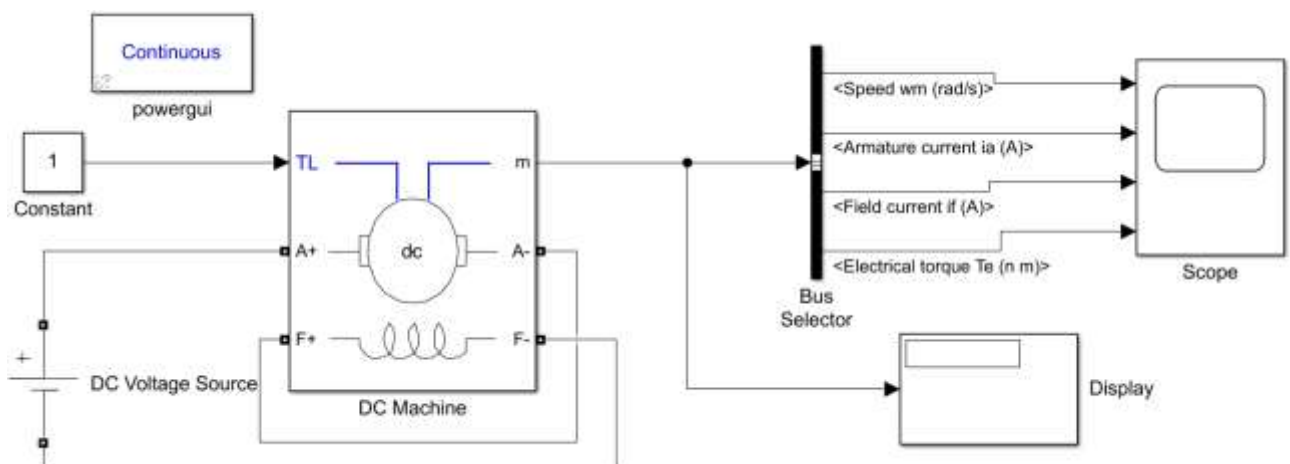 Continuous
powergui
1
Constant
TL
m
<Speed wm (rad/s)>
<Armature current ia (A)>
<Field current if (A)>
<Electrical torque Te (n m)>
Scope
A+
dc
A-
F+
F-
Bus
Selector
+
DC Voltage Source
DC Machine
Display